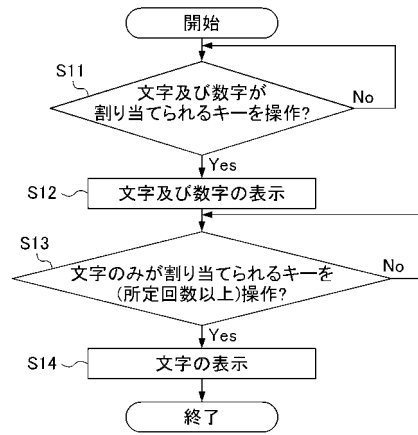 開始
S11
文字及び数字が
割り当てられるキーを操作?
No
Yes
S12
文字及び数字の表示
S13
文字のみが割り当てられるキーを
(所定回数以上)操作?
No
Yes
S14
文字の表示
終了